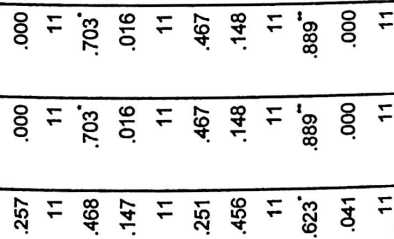 .257 .000 .000
11 11 11
.468 .703* .703*
.147 .016 .016
11 11 11
.251 .467 .467
.456 .148 .148
11 11 11
.623* .889** .889**
.041 .000 .000
11 11 11